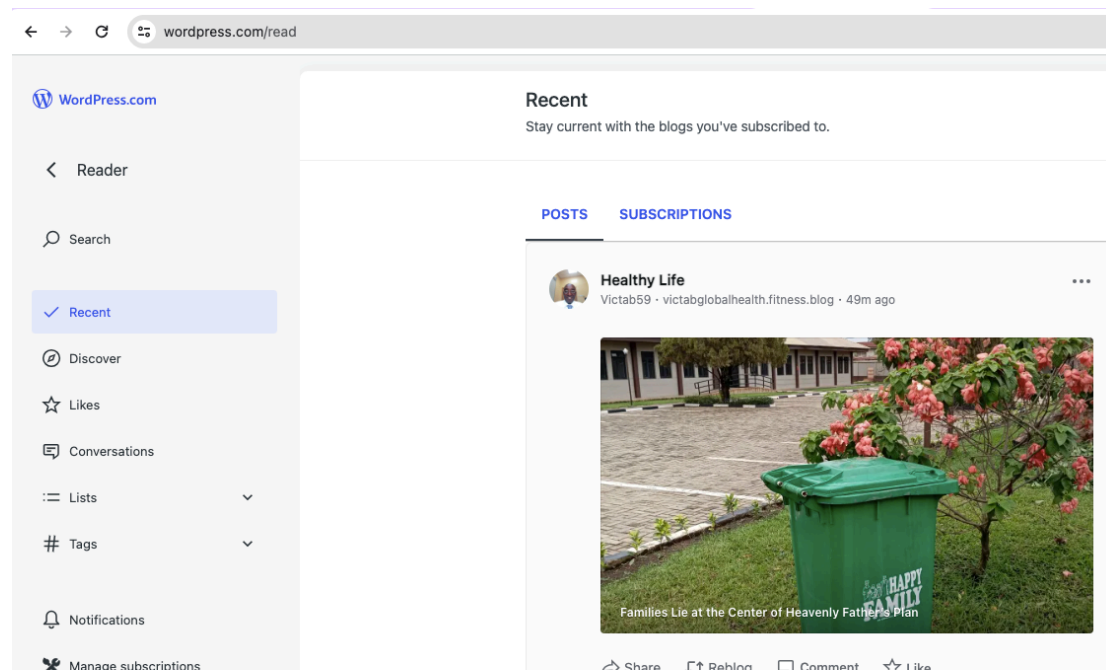 wordpress.com/read
WordPress.com
Reader
Search
Recent
Discover
Likes
Conversations
Lists
Tags
Notifications
Manage subscriptions
Recent
Stay current with the blogs you've subscribed to.
POSTS SUBSCRIPTIONS
Healthy Life
Victab59 • victabglobalhealth.fitness.blog • 49m ago
HAPPY
FAMILY
Families Lie at the Center of Heavenly Father's Plan
Share Reblog Comment Like